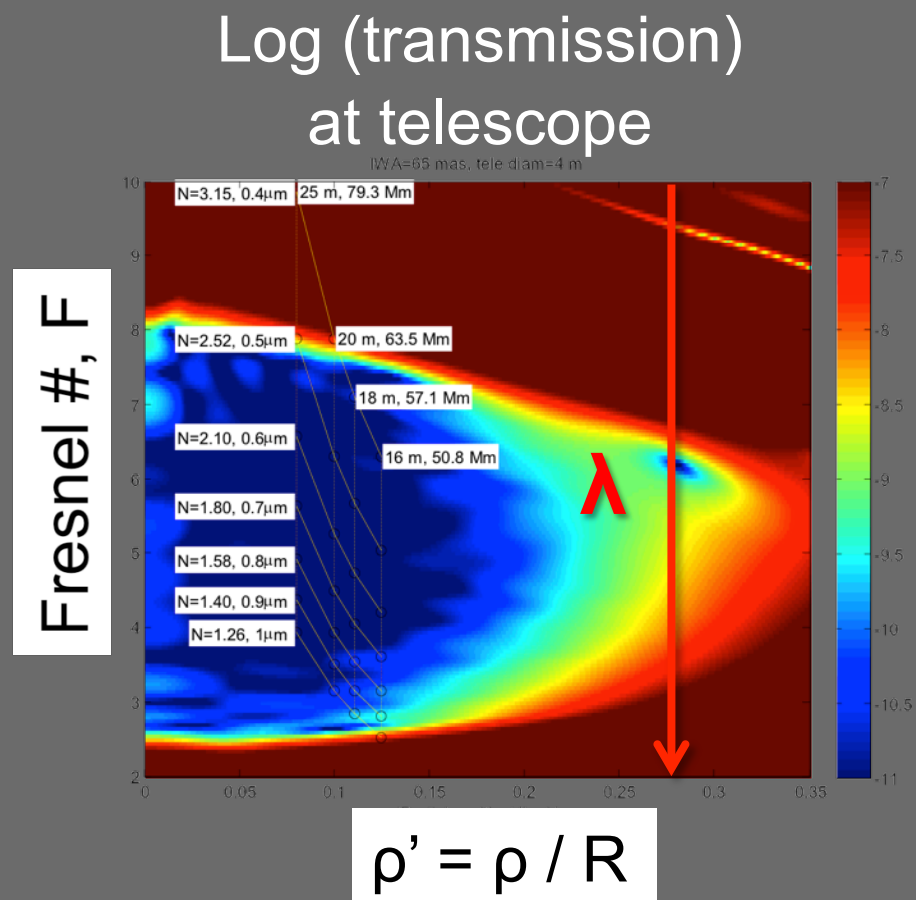 Log (transmission)
at telescope
IWA=65 mas, tele diam=4 m
10
9
8
7
6
5
4
3
2
Fresnel #, F
N=3.15, 0.4μm
25 m, 79.3 Mm
N=2.52, 0.5μm
20 m, 63.5 Mm
18 m, 57.1 Mm
N=2.10, 0.6μm
16 m, 50.8 Mm
λ
N=1.80, 0.7μm
N=1.58, 0.8μm
N=1.40, 0.9μm
N=1.26, 1μm
-7
-7.5
-8
-8.5
-9
-9.5
-10
-10.5
-11
0 0.05 0.1 0.15 0.2 0.25 0.3 0.35
ρ’ = ρ / R